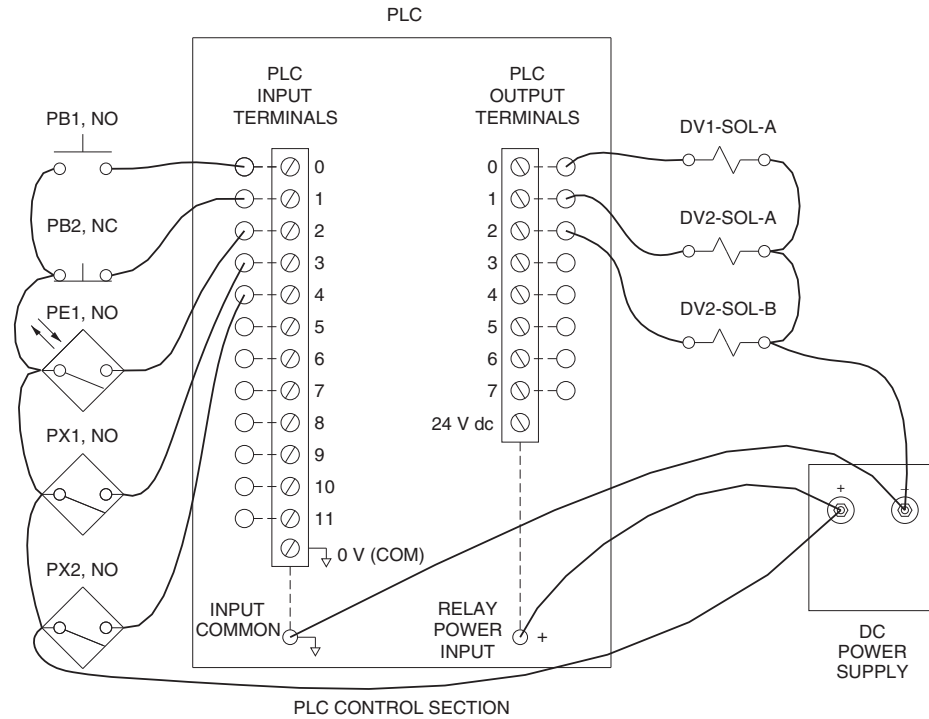 PLC
PLC
INPUT
TERMINALS
PLC
OUTPUT
TERMINALS
PB1, NO
PB2, NC
PE1, NO
PX1, NO
PX2, NO
0
1
2
3
4
5
6
7
8
9
10
11
0 V (COM)
INPUT
COMMON
0
1
2
3
4
5
6
7
24 V dc
RELAY
POWER
INPUT
+
DV1-SOL-A
DV2-SOL-A
DV2-SOL-B
+
–
DC
POWER
SUPPLY
PLC CONTROL SECTION